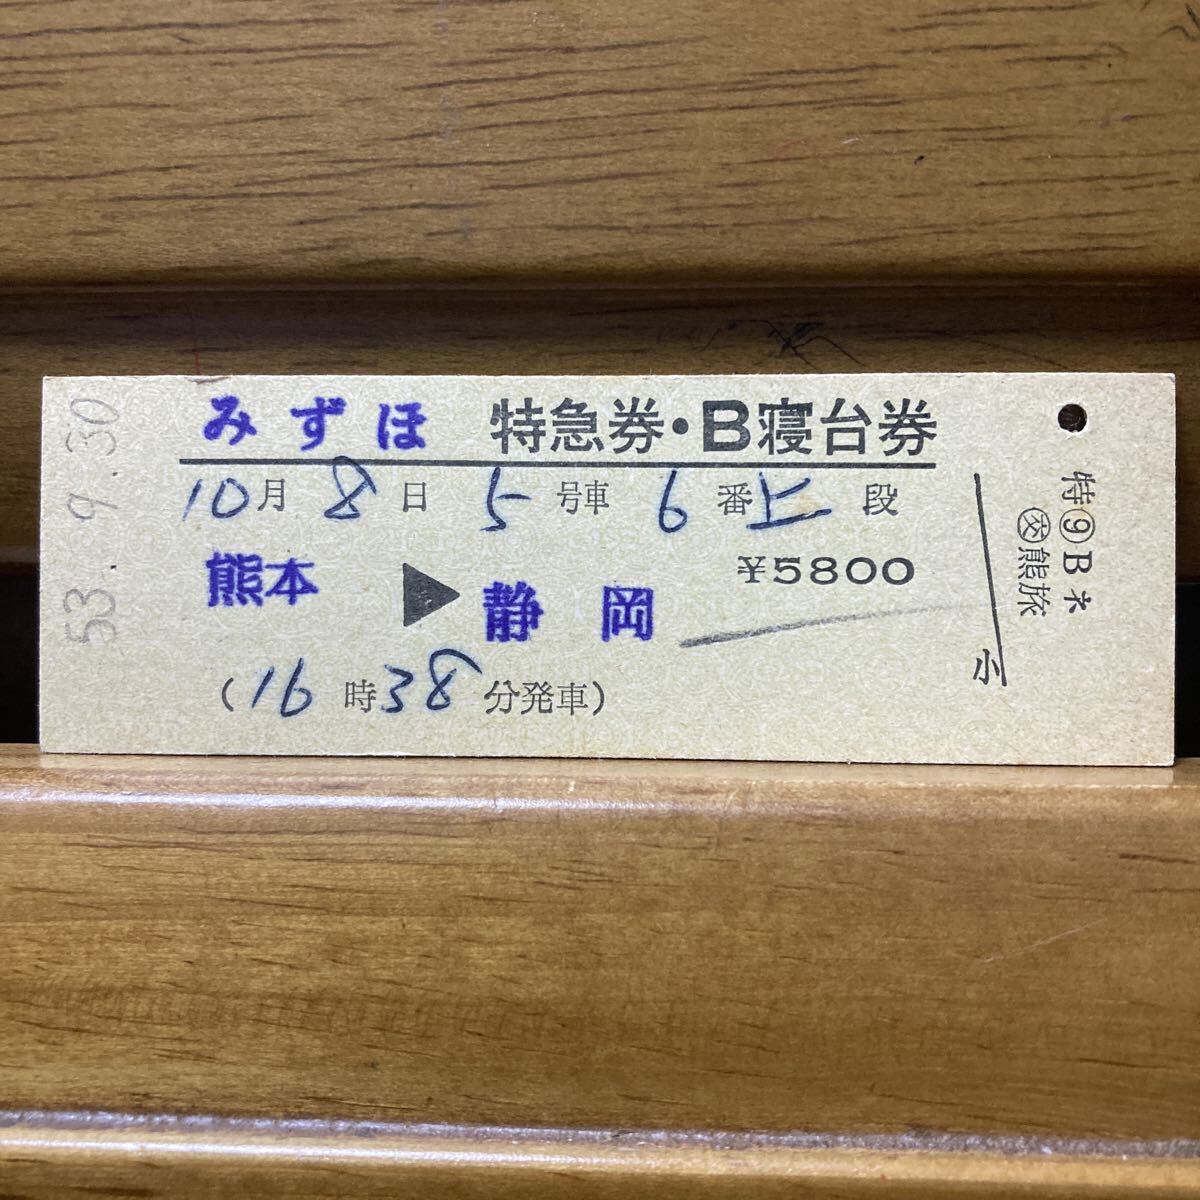 53.9.30
みずほ 特急券・B寝台券
10月8日 5号車 6番上段
熊本▶静岡 ¥5800
(16時38分発車)
小
特⑨Bネ
㊋熊旅